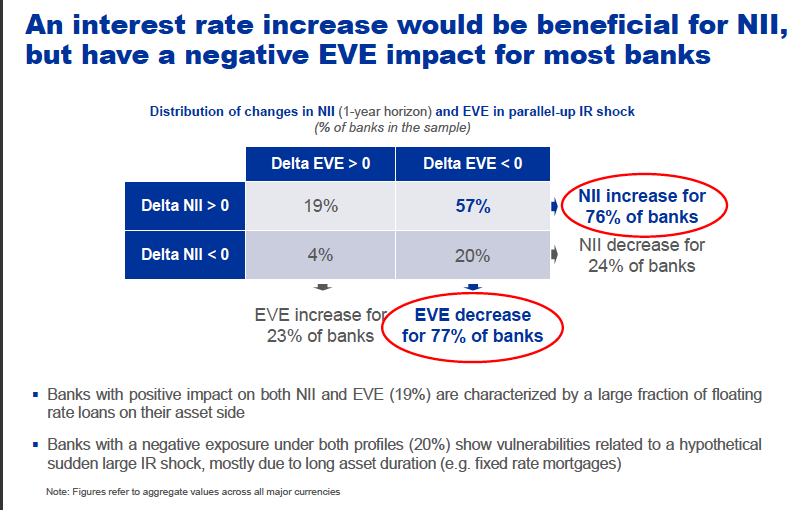 An interest rate increase would be beneficial for NII,
but have a negative EVE impact for most banks
Distribution of changes in NII (1-year horizon) and EVE in parallel-up IR shock
(% of banks in the sample)
Delta EVE > 0 Delta EVE < 0
Delta NII > 0 19% 57% NII increase for
76% of banks
Delta NII < 0 4% 20% NII decrease for
24% of banks
EVE increase for EVE decrease
23% of banks for 77% of banks
▪ Banks with positive impact on both NII and EVE (19%) are characterized by a large fraction of floating
rate loans on their asset side
▪ Banks with a negative exposure under both profiles (20%) show vulnerabilities related to a hypothetical
sudden large IR shock, mostly due to long asset duration (e.g. fixed rate mortgages)
Note: Figures refer to aggregate values across all major currencies